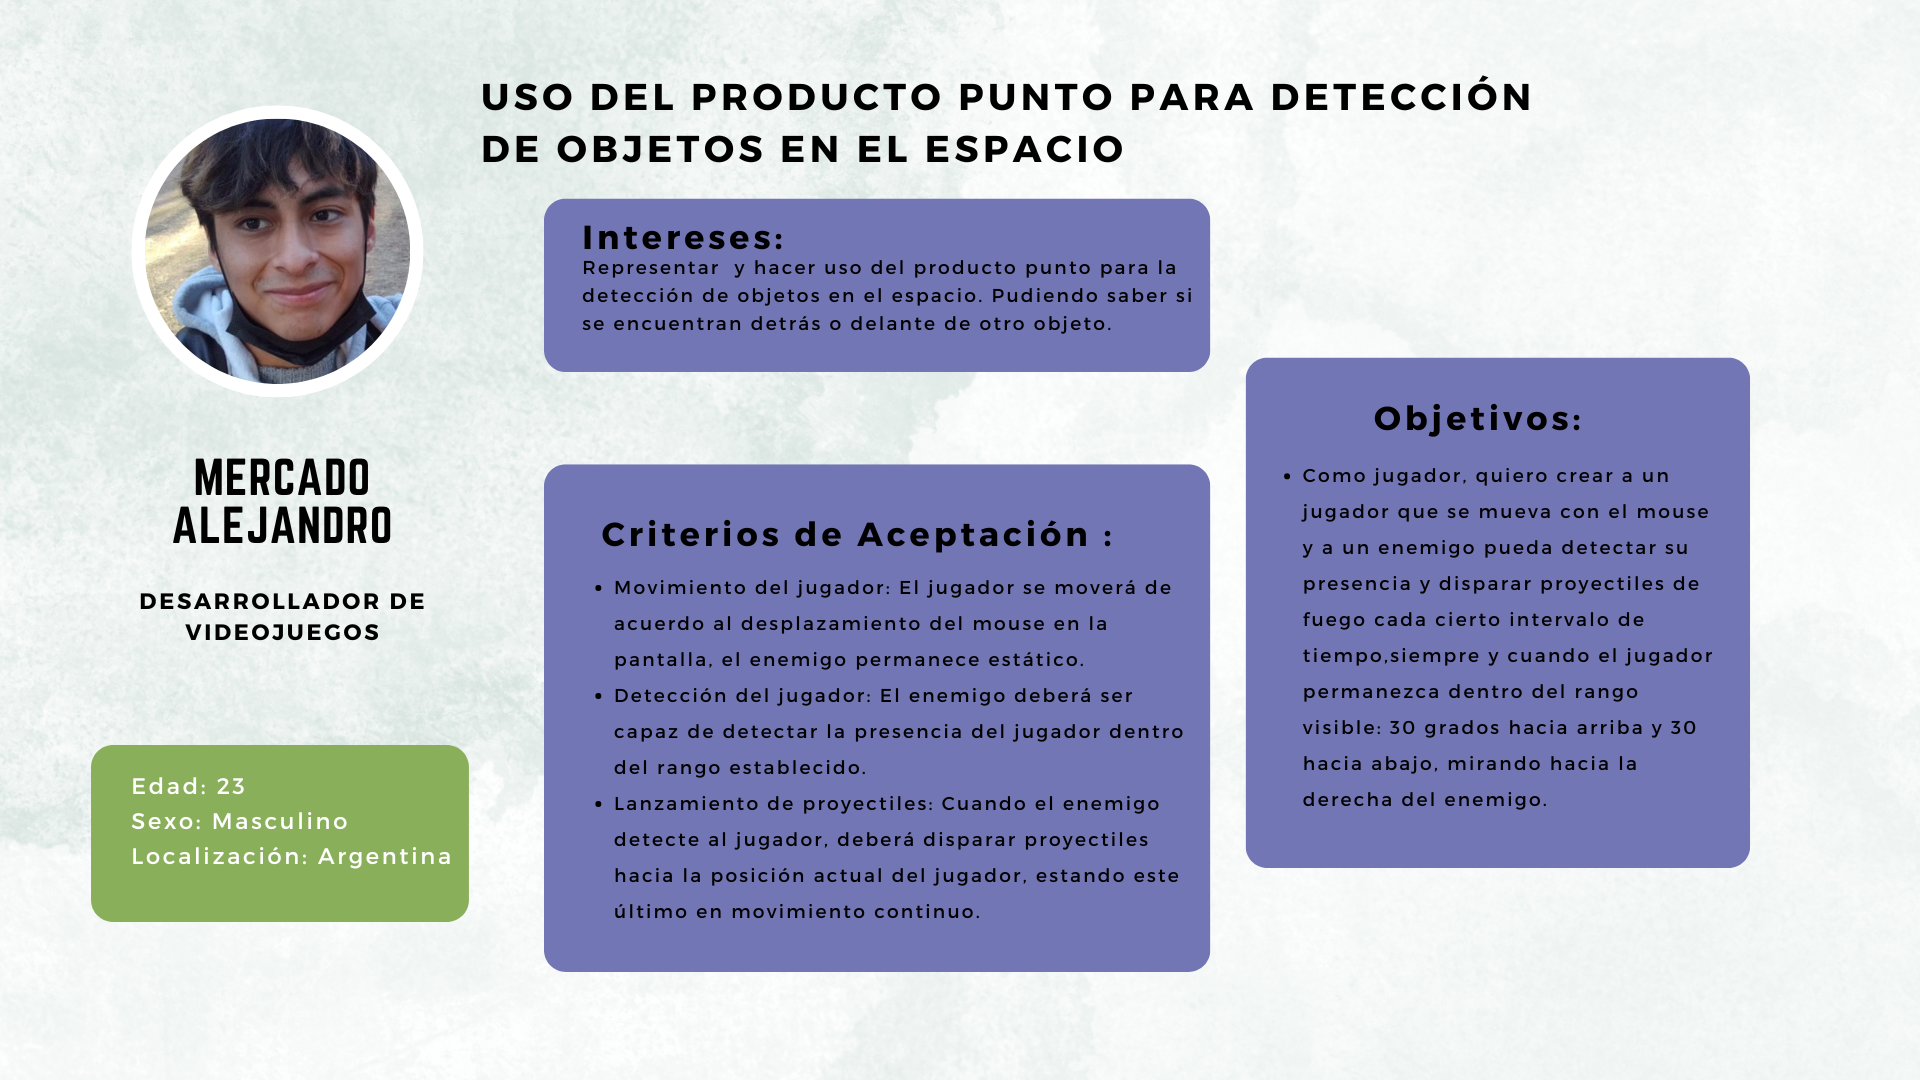 USO DEL PRODUCTO PUNTO PARA DETECCIÓN
DE OBJETOS EN EL ESPACIO
MERCADO
ALEJANDRO
DESARROLLADOR DE
VIDEOJUEGOS
Edad: 23
Sexo: Masculino
Localización: Argentina
Intereses:
Representar y hacer uso del producto punto para la
detección de objetos en el espacio. Pudiendo saber si
se encuentran detrás o delante de otro objeto.
Criterios de Aceptación :
• Movimiento del jugador: El jugador se moverá de
acuerdo al desplazamiento del mouse en la
pantalla, el enemigo permanece estático.
• Detección del jugador: El enemigo deberá ser
capaz de detectar la presencia del jugador dentro
del rango establecido.
• Lanzamiento de proyectiles: Cuando el enemigo
detecte al jugador, deberá disparar proyectiles
hacia la posición actual del jugador, estando este
último en movimiento continuo.
Objetivos:
• Como jugador, quiero crear a un
jugador que se mueva con el mouse
y a un enemigo pueda detectar su
presencia y disparar proyectiles de
fuego cada cierto intervalo de
tiempo,siempre y cuando el jugador
permanezca dentro del rango
visible: 30 grados hacia arriba y 30
hacia abajo, mirando hacia la
derecha del enemigo.